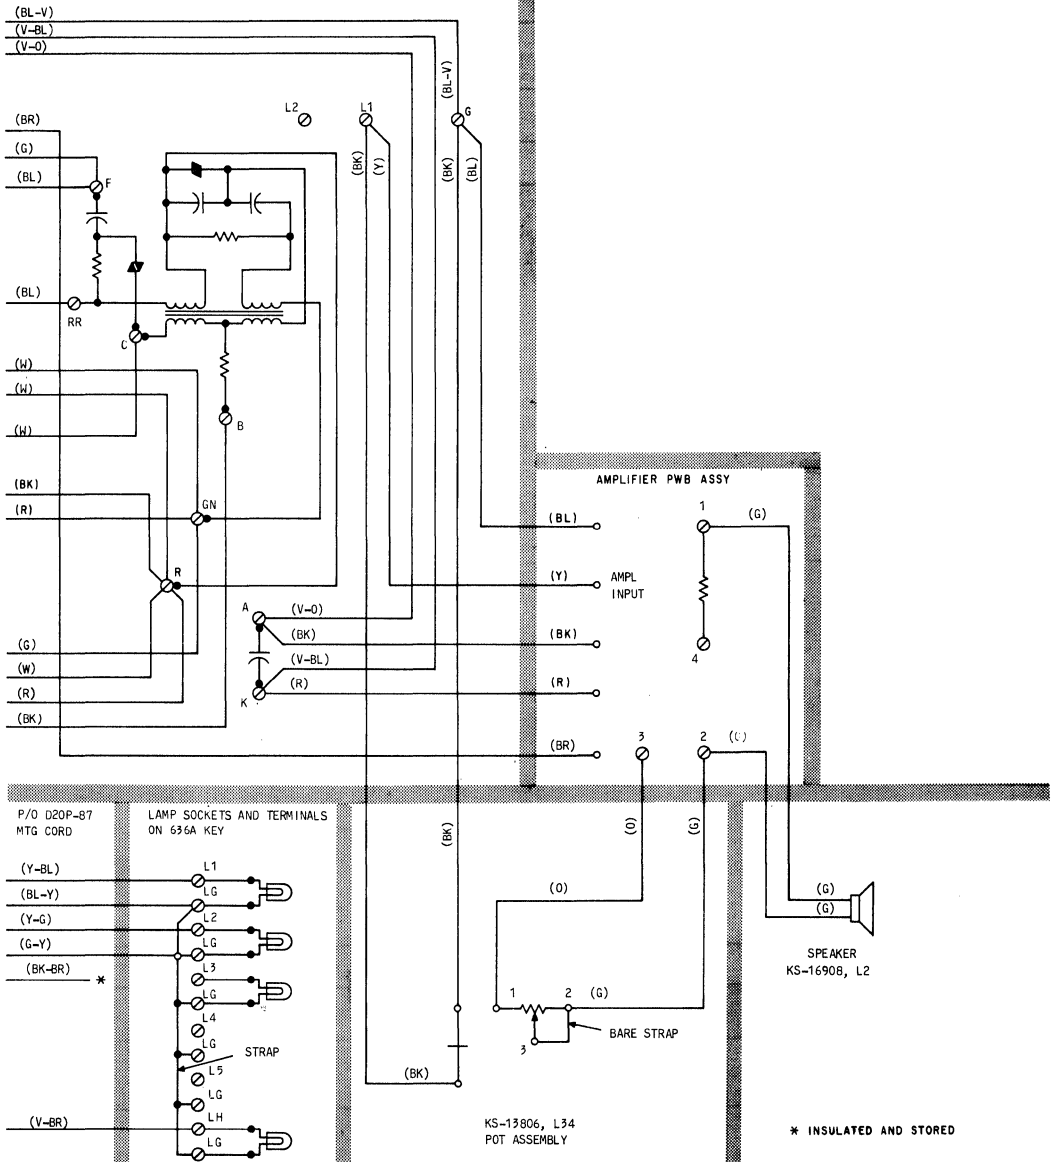 (BL-V)
(V-BL)
(V-O)
(BL-V)
L2
L1
G
(BR)
(BK)
(Y)
(BK)
(BL)
(G)
(BL)
F
(BL)
RR
C
(W)
(W)
B
(W)
AMPLIFIER PWB ASSY
(BK)
GN
(R)
(BL)
1
(G)
R
(Y)
AMPL
INPUT
A
(V-O)
(BK)
(BK)
(G)
(V-BL)
4
(W)
(R)
(R)
K
(R)
(BK)
(BR)
3
2
P/O D20P-87
MTG CORD
LAMP SOCKETS AND TERMINALS
ON 636A KEY
(BK)
(O)
(G)
(Y-BL)
L1
(BL-Y)
LG
(O)
(G)
(G)
(Y-G)
L2
(G-Y)
LG
SPEAKER
KS-16908, L2
(BK-BR)
*
L3
LG
1
2
(G)
L4
BARE STRAP
LG
STRAP
3
L5
(BK)
LG
(V-BR)
LH
KS-13806, L34
POT ASSEMBLY
* INSULATED AND STORED
LG